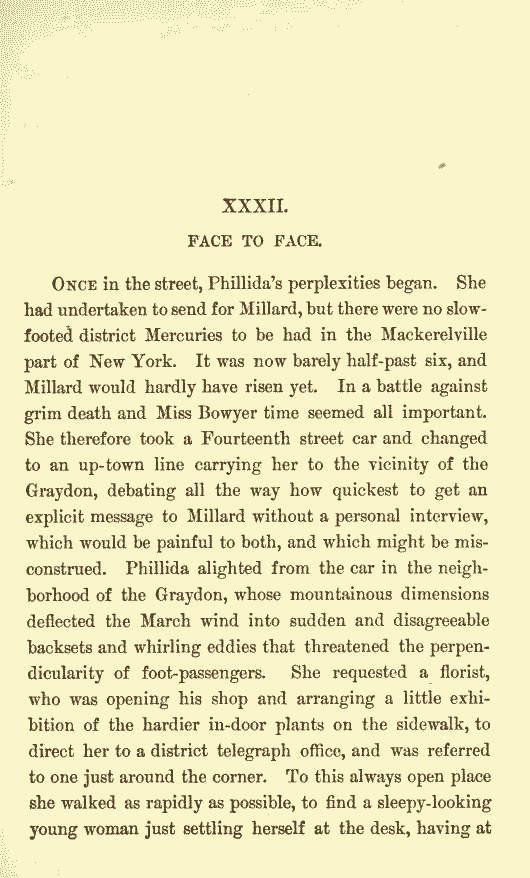 XXXII.
FACE TO FACE.
ONCE in the street, Phillida's perplexities began. She
had undertaken to send for Millard, but there were no slow-
footed district Mercuries to be had in the Mackerelville
part of New York. It was now barely half-past six, and
Millard would hardly have risen yet. In a battle against
grim death and Miss Bowyer time seemed all important.
She therefore took a Fourteenth street car and changed
to an up-town line carrying her to the vicinity of the
Graydon, debating all the way how quickest to get an
explicit message to Millard without a personal interview,
which would be painful to both, and which might be mis-
construed. Phillida alighted from the car in the neigh-
borhood of the Graydon, whose mountainous dimensions
deflected the March wind into sudden and disagreeable
backsets and whirling eddies that threatened the perpen-
dicularity of foot-passengers. She requested a florist,
who was opening his shop and arranging a little exhi-
bition of the hardier in-door plants on the sidewalk, to
direct her to a district telegraph office, and was referred
to one just around the corner. To this always open place
she walked as rapidly as possible, to find a sleepy-looking
young woman just settling herself at the desk, having at